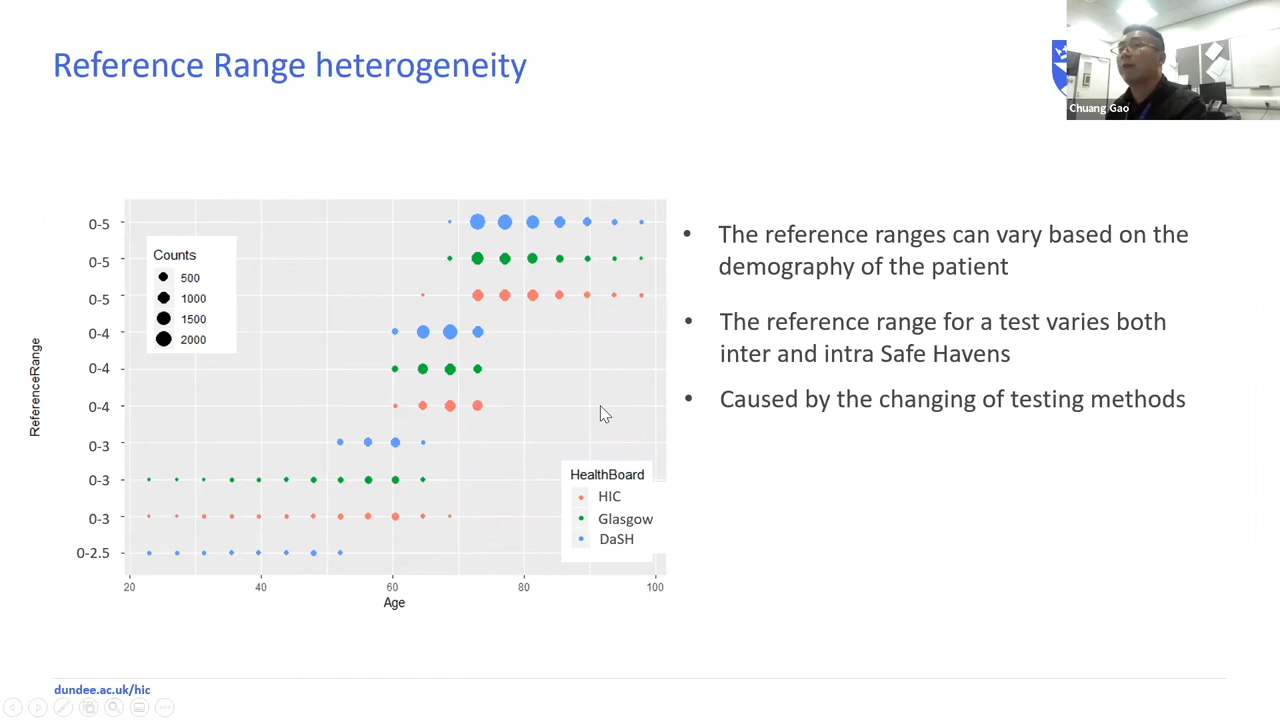 Reference Range heterogeneity
Chuang Gao
ReferenceRange
0-5
0-5
0-5
0-4
0-4
0-4
0-3
0-3
0-3
0-2.5
Counts
500
1000
1500
2000
HealthBoard
HIC
Glasgow
DaSH
20
40
60
80
100
Age
• The reference ranges can vary based on the
demography of the patient
• The reference range for a test varies both
inter and intra Safe Havens
• Caused by the changing of testing methods
dundee.ac.uk/hic